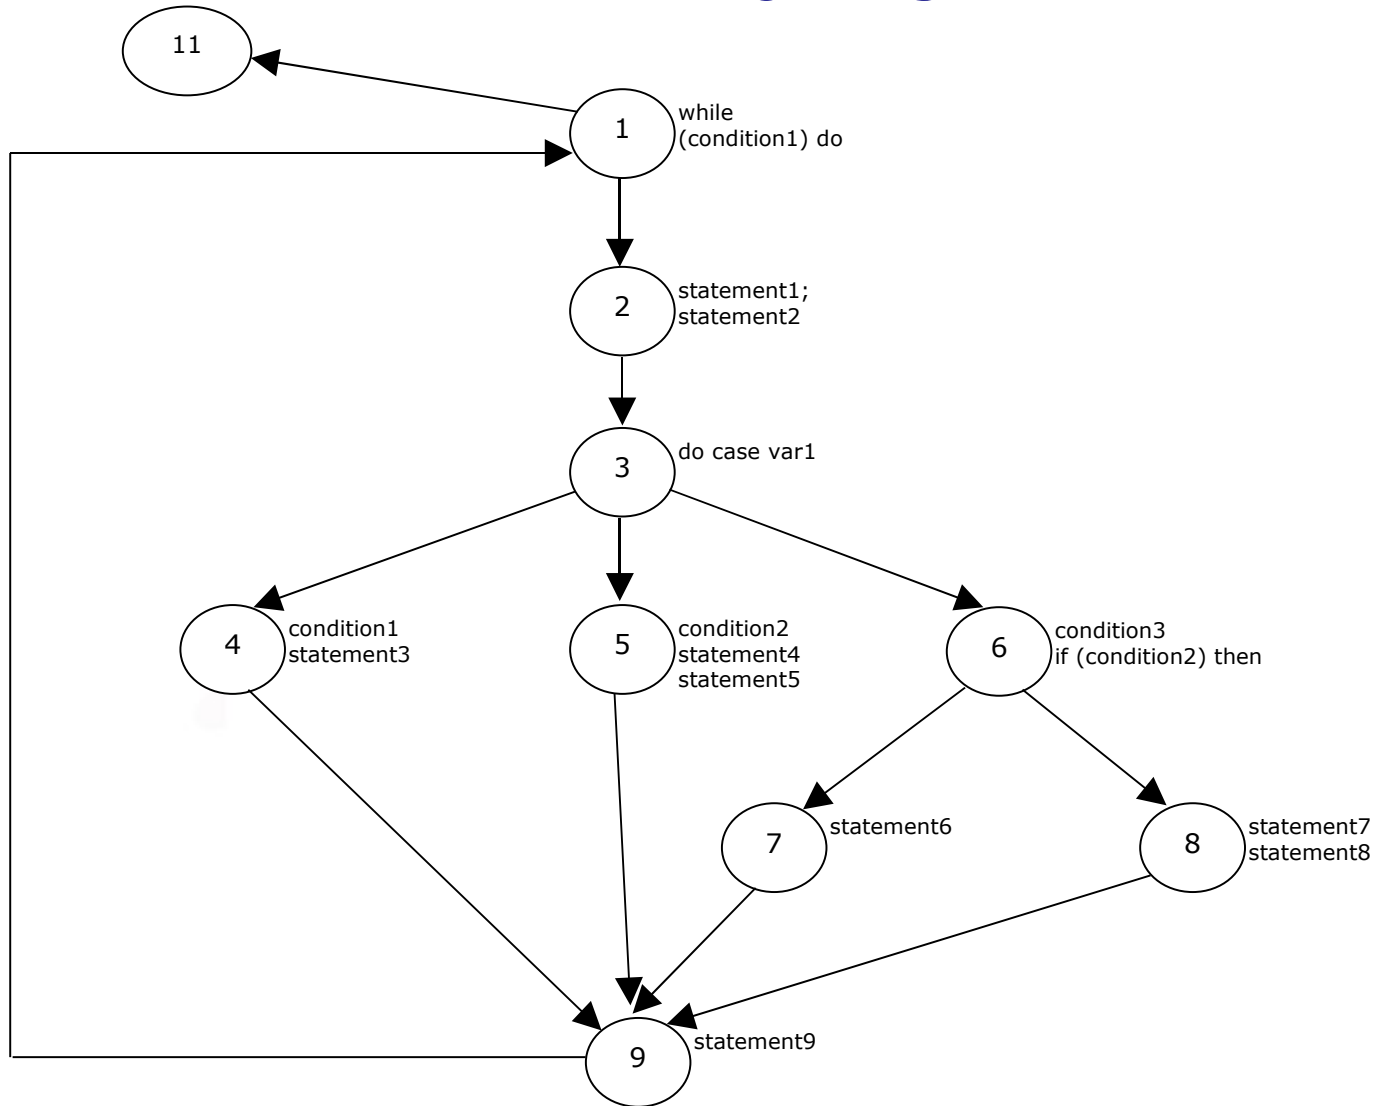 11
1
while
(condition1) do
2
statement1;
statement2
3
do case var1
4
condition1
statement3
5
condition2
statement4
statement5
6
condition3
if (condition2) then
7
statement6
8
statement7
statement8
9
statement9